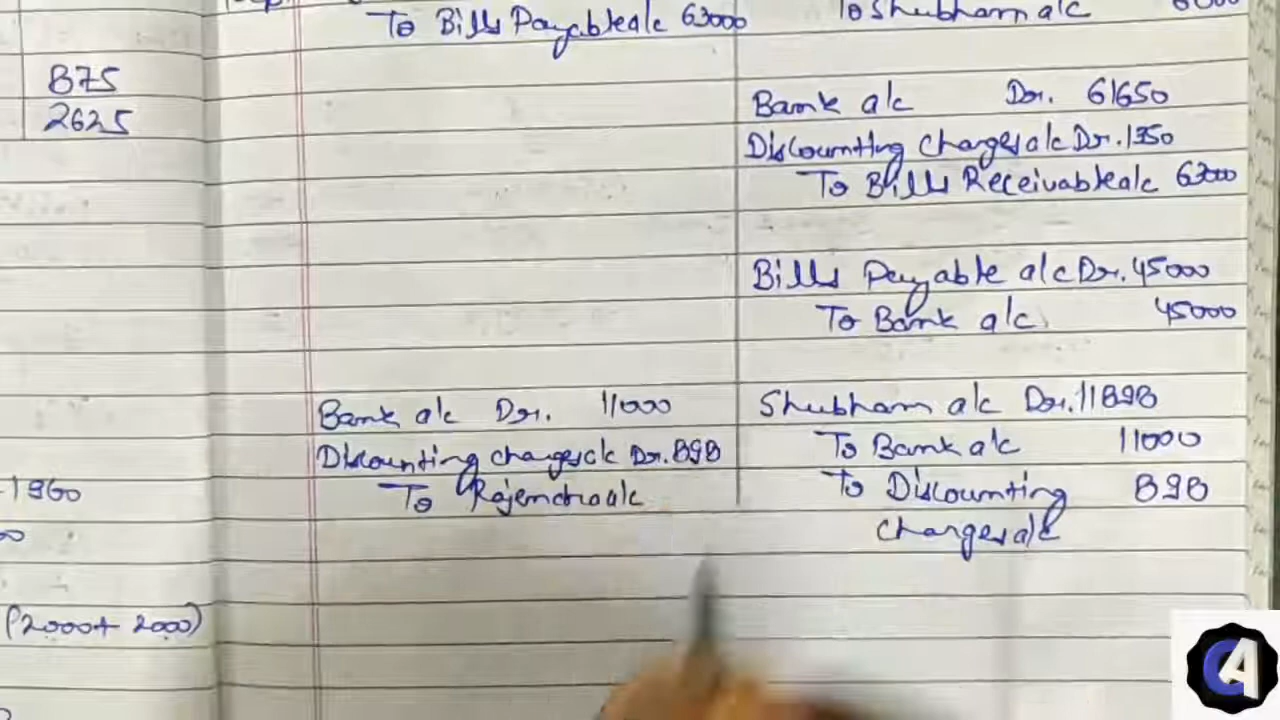 To Bills Payable a/c 63000
To Shubham a/c
875
2625
Bank a/c Dr. 61650
Discounting Charges a/c Dr. 1350
To Bills Receivable a/c 63000
Bills Payable a/c Dr. 45000
To Bank a/c. 45000
Bank a/c Dr. 11000
Discounting charges a/c Dr. 898
To Rajendra a/c
Shubham a/c Dr. 11898
To Bank a/c 11000
To Discounting 898
Charges a/c
1960
(2000+ 2000)
CA